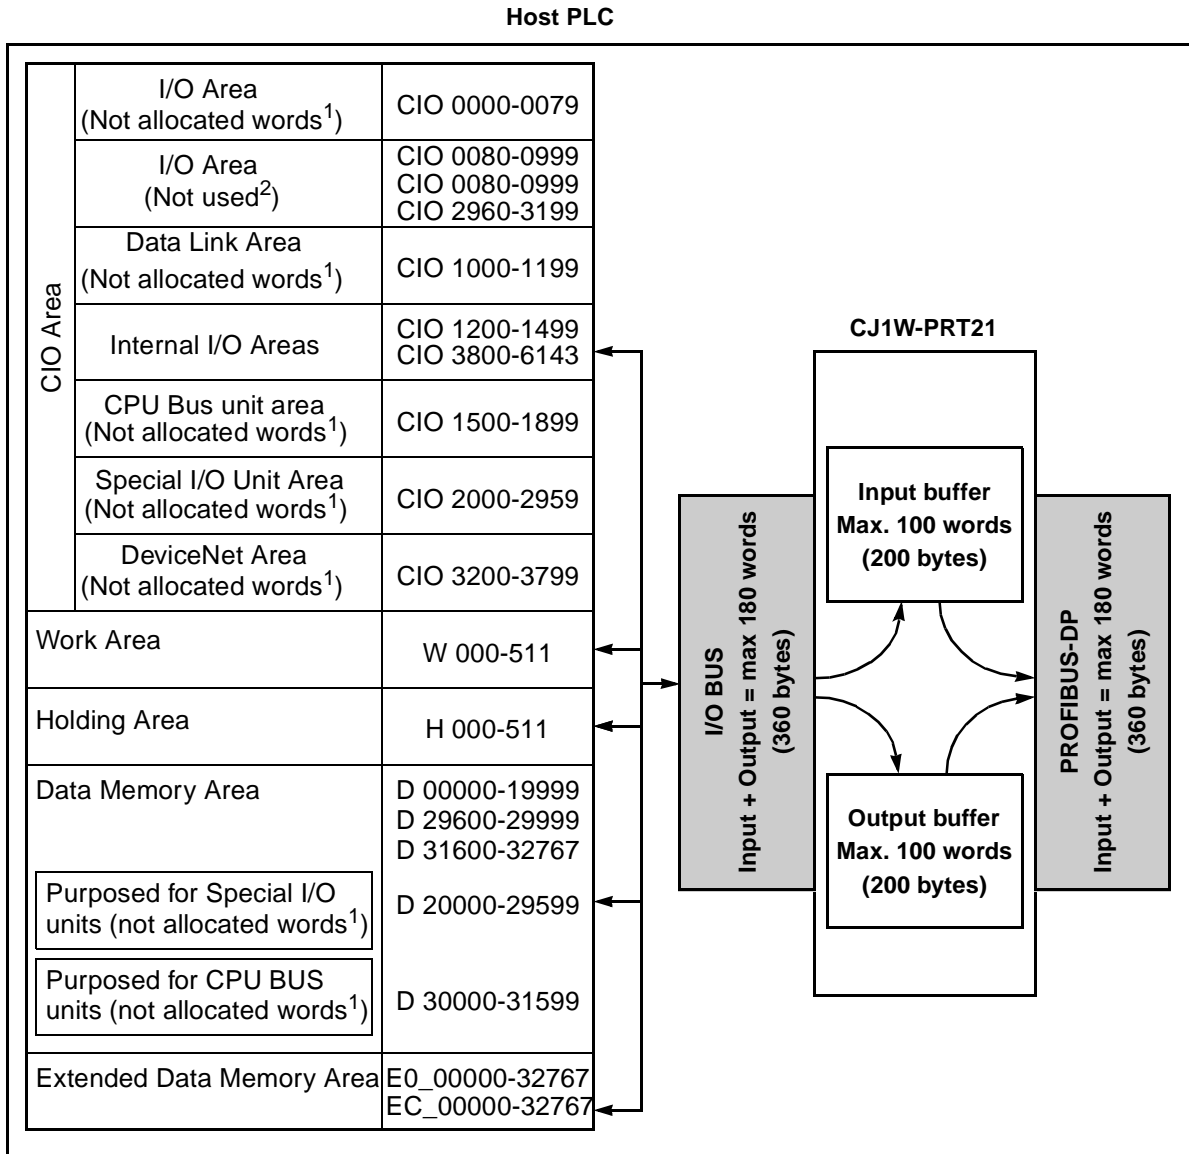 Host PLC
CIO Area
I/O Area
(Not allocated words1)
CIO 0000-0079
I/O Area
(Not used2)
CIO 0080-0999
CIO 0080-0999
CIO 2960-3199
Data Link Area
(Not allocated words1)
CIO 1000-1199
Internal I/O Areas
CIO 1200-1499
CIO 3800-6143
CPU Bus unit area
(Not allocated words1)
CIO 1500-1899
Special I/O Unit Area
(Not allocated words1)
CIO 2000-2959
DeviceNet Area
(Not allocated words1)
CIO 3200-3799
Work Area
W 000-511
Holding Area
H 000-511
Data Memory Area
D 00000-19999
D 29600-29999
D 31600-32767
Purposed for Special I/O
units (not allocated words1)
D 20000-29599
Purposed for CPU BUS
units (not allocated words1)
D 30000-31599
Extended Data Memory Area
E0_00000-32767
EC_00000-32767
I/O BUS
Input + Output = max 180 words
(360 bytes)
CJ1W-PRT21
Input buffer
Max. 100 words
(200 bytes)
Output buffer
Max. 100 words
(200 bytes)
PROFIBUS-DP
Input + Output = max 180 words
(360 bytes)